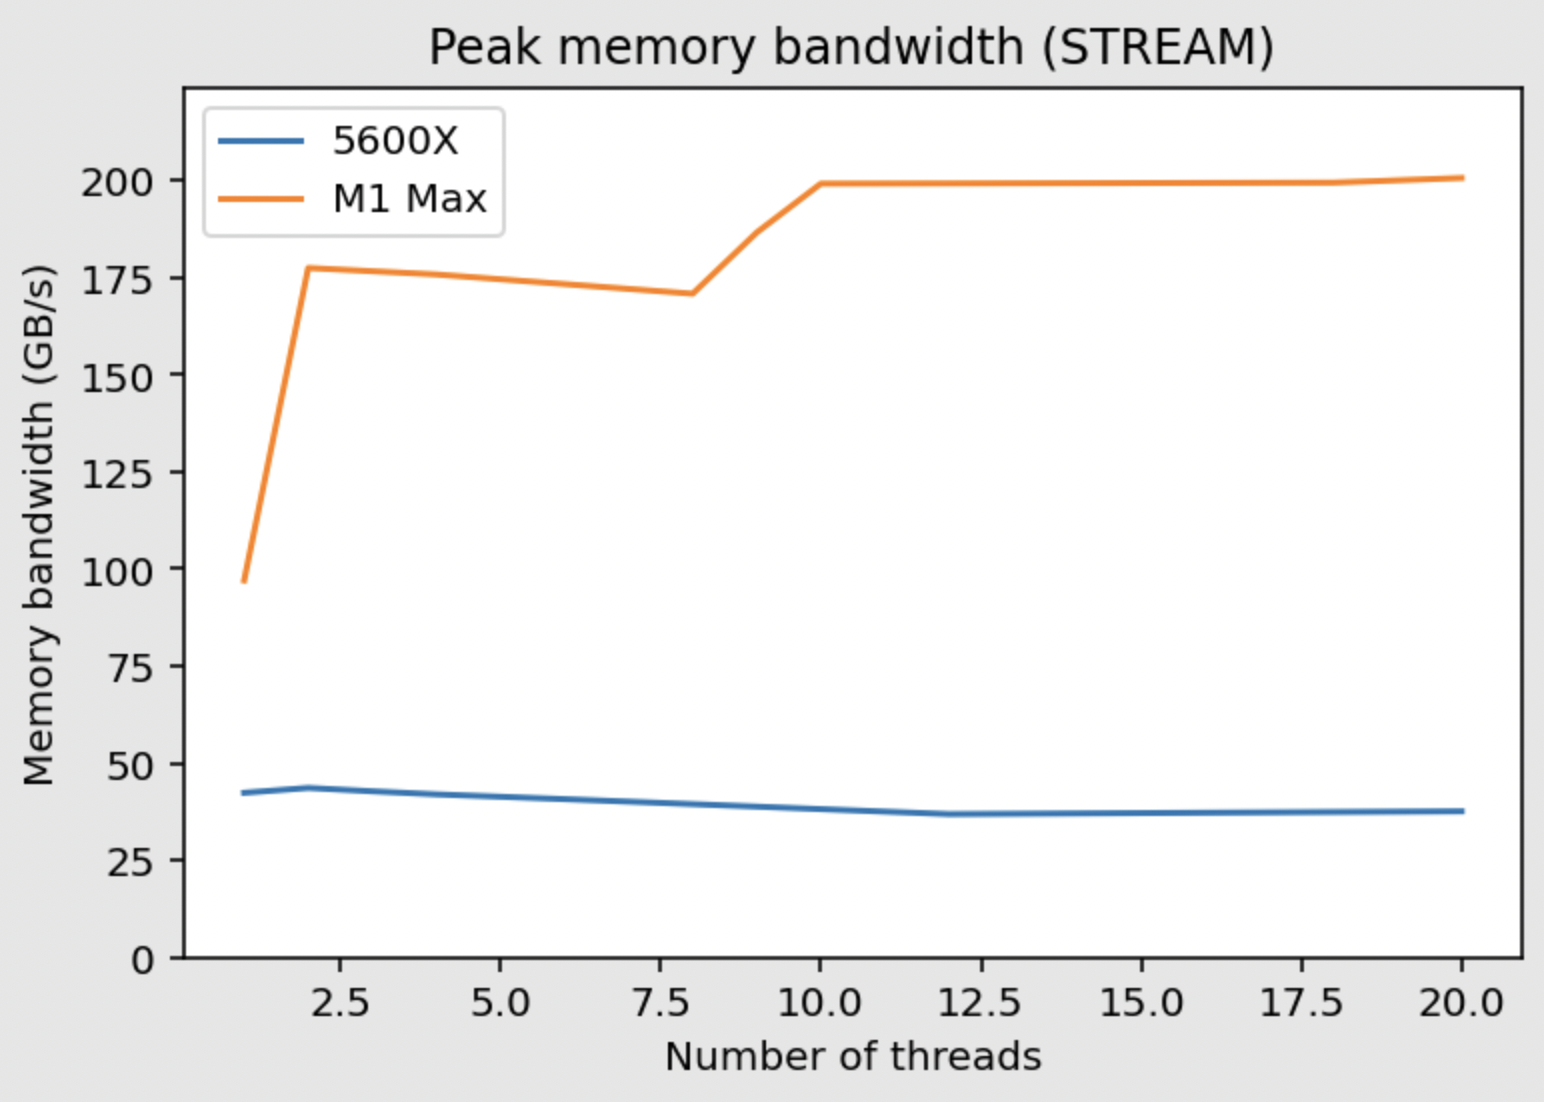 Peak memory bandwidth (STREAM)
5600X
M1 Max
Memory bandwidth (GB/s)
200
175
150
125
100
75
50
25
0
2.5 5.0 7.5 10.0 12.5 15.0 17.5 20.0
Number of threads